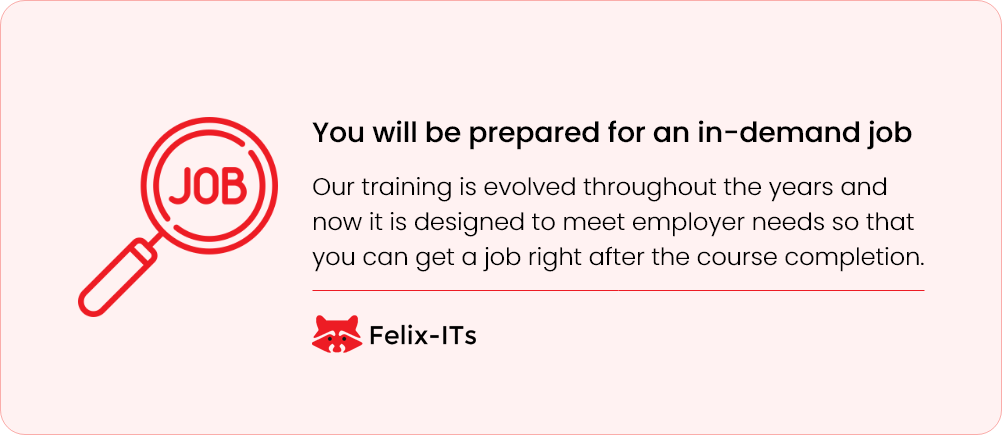 JOB
You will be prepared for an in-demand job
Our training is evolved throughout the years and
now it is designed to meet employer needs so that
you can get a job right after the course completion.
Felix-ITs